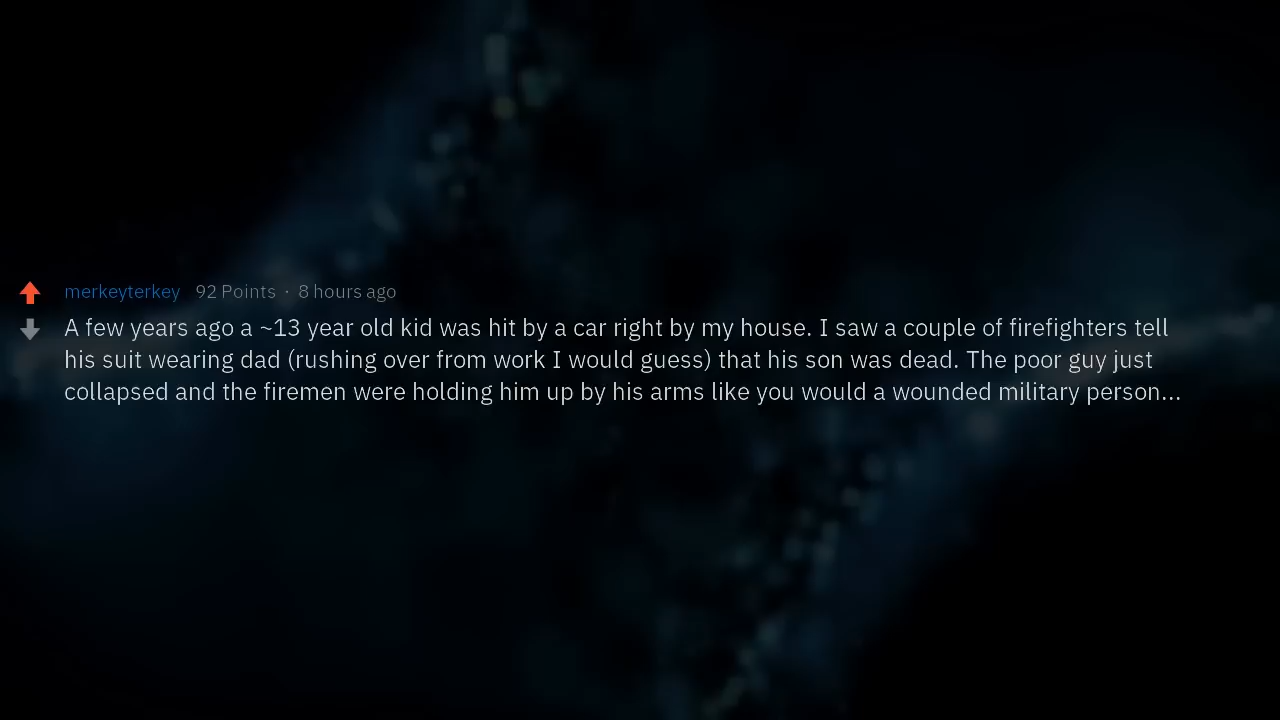 merkeyterkey 92 Points · 8 hours ago
A few years ago a ~13 year old kid was hit by a car right by my house. I saw a couple of firefighters tell
his suit wearing dad (rushing over from work I would guess) that his son was dead. The poor guy just
collapsed and the firemen were holding him up by his arms like you would a wounded military person...